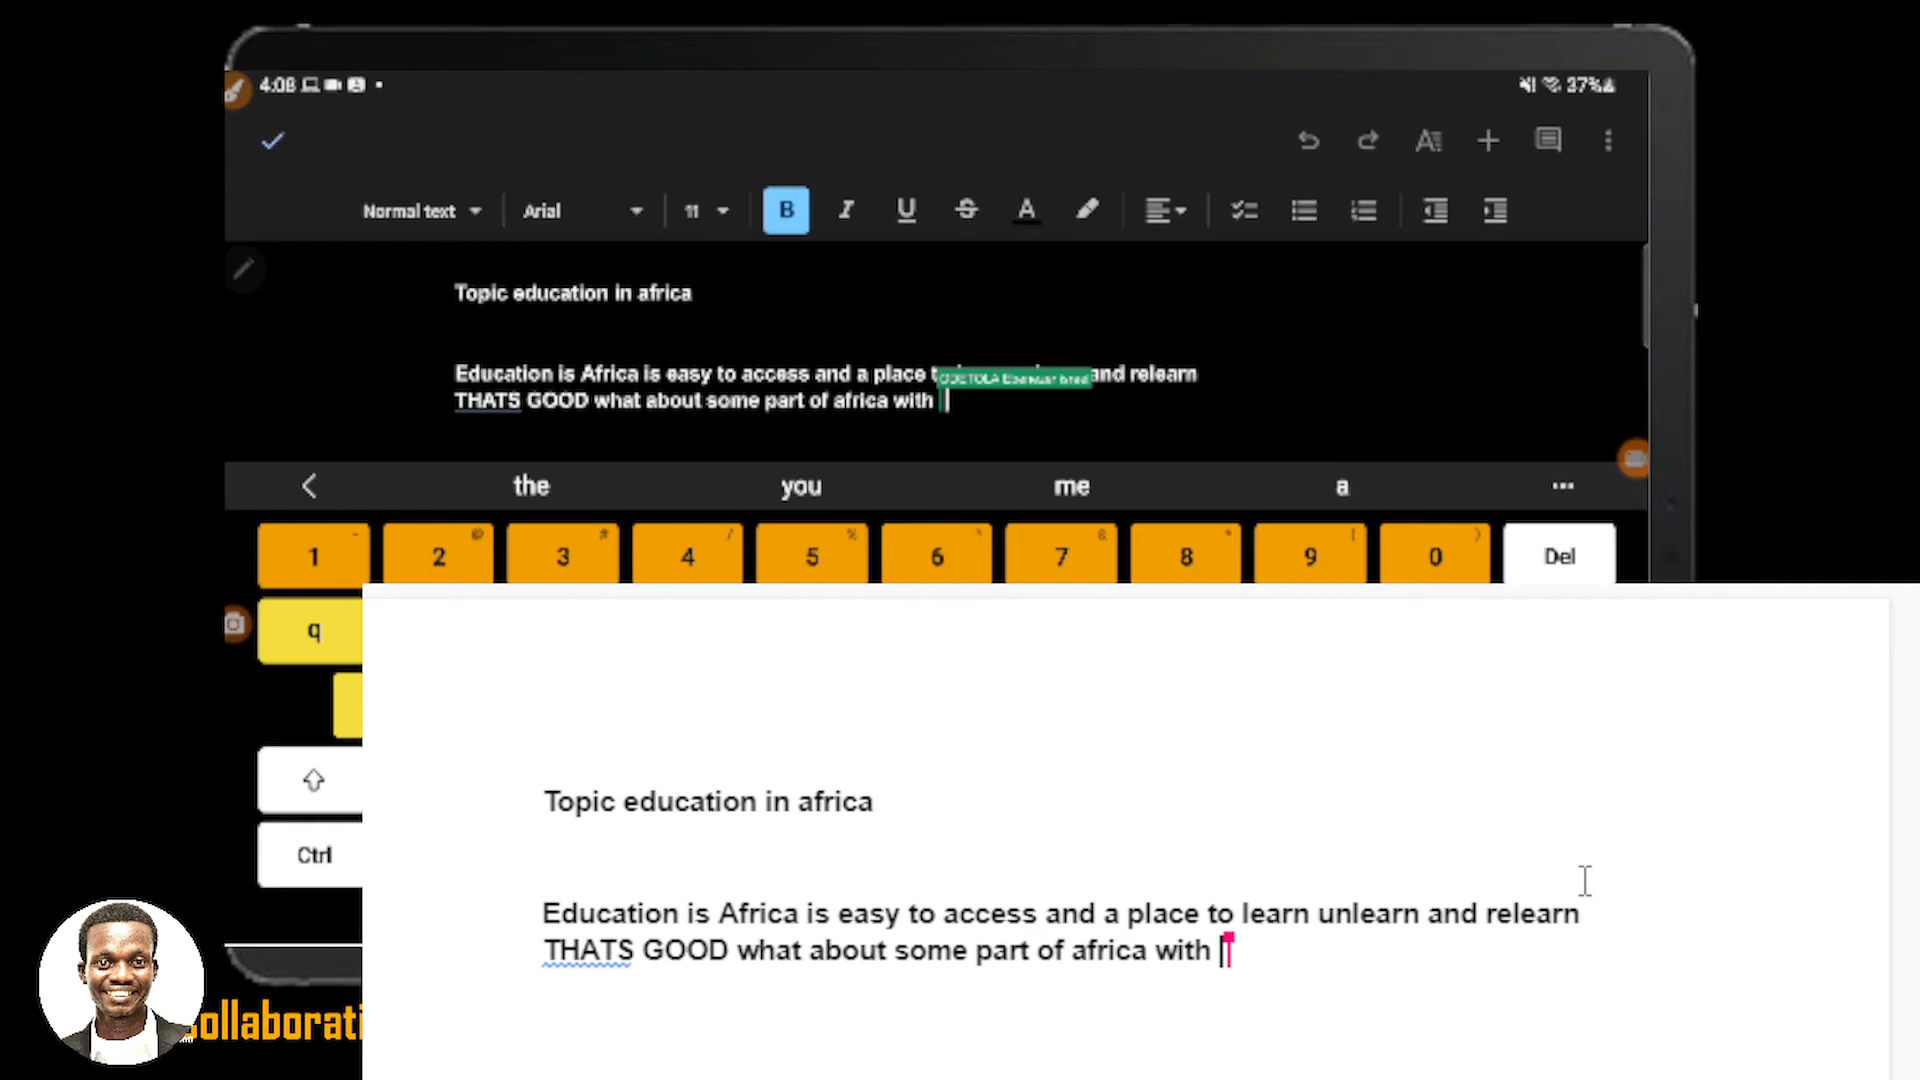 4:08
37%
Normal text
Arial
11
B
I
U
S
A
Topic education in africa
Education is Africa is easy to access and a place and relearn
ODETOLA Ebenezer
THATS GOOD what about some part of africa with
the you me a ...
1 2 3 4 5 6 7 8 9 0 Del
q
Ctrl
Topic education in africa
Education is Africa is easy to access and a place to learn unlearn and relearn
THATS GOOD what about some part of africa with
ollaborati